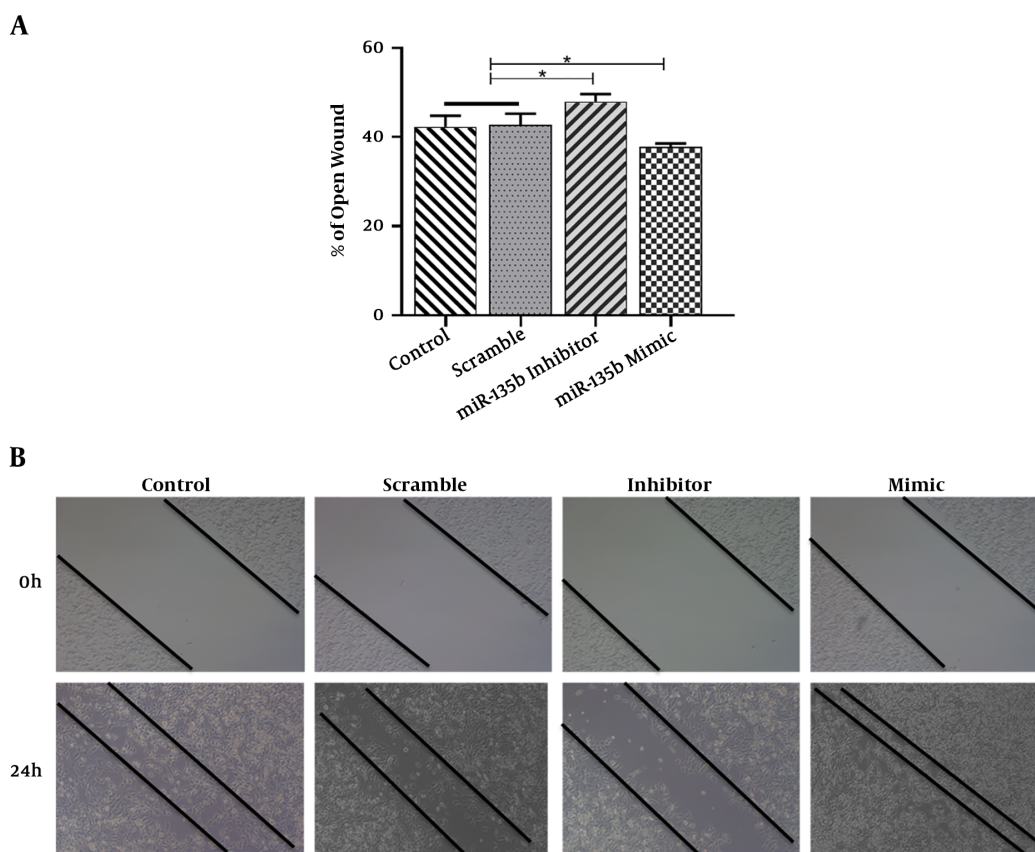 A
60
40
20
0
% of Open Wound
*
*
Control
Scramble
miR-135b Inhibitor
miR-135b Mimic
B
Control Scramble Inhibitor Mimic
0h
24h